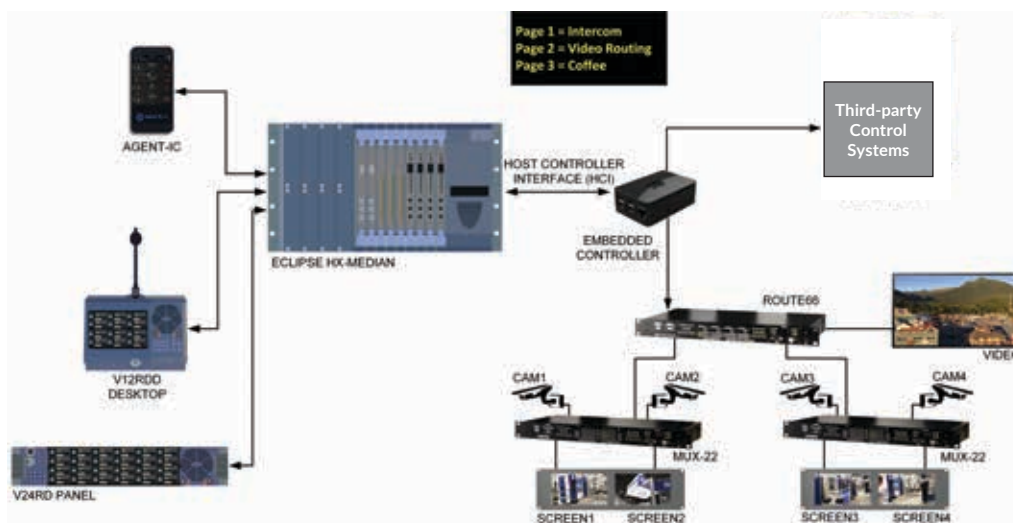 Page 1 = Intercom
Page 2 = Video Routing
Page 3 = Coffee
Third-party
Control
Systems
AGENT-IC
HOST CONTROLLER
INTERFACE (HCI)
EMBEDDED
CONTROLLER
ECLIPSE HX-MEDIAN
ROUTE66
VIDEO
V12RDD
DESKTOP
CAM1
CAM2
CAM3
CAM4
MUX-22
MUX-22
V24RD PANEL
SCREEN1
SCREEN2
SCREEN3
SCREEN4